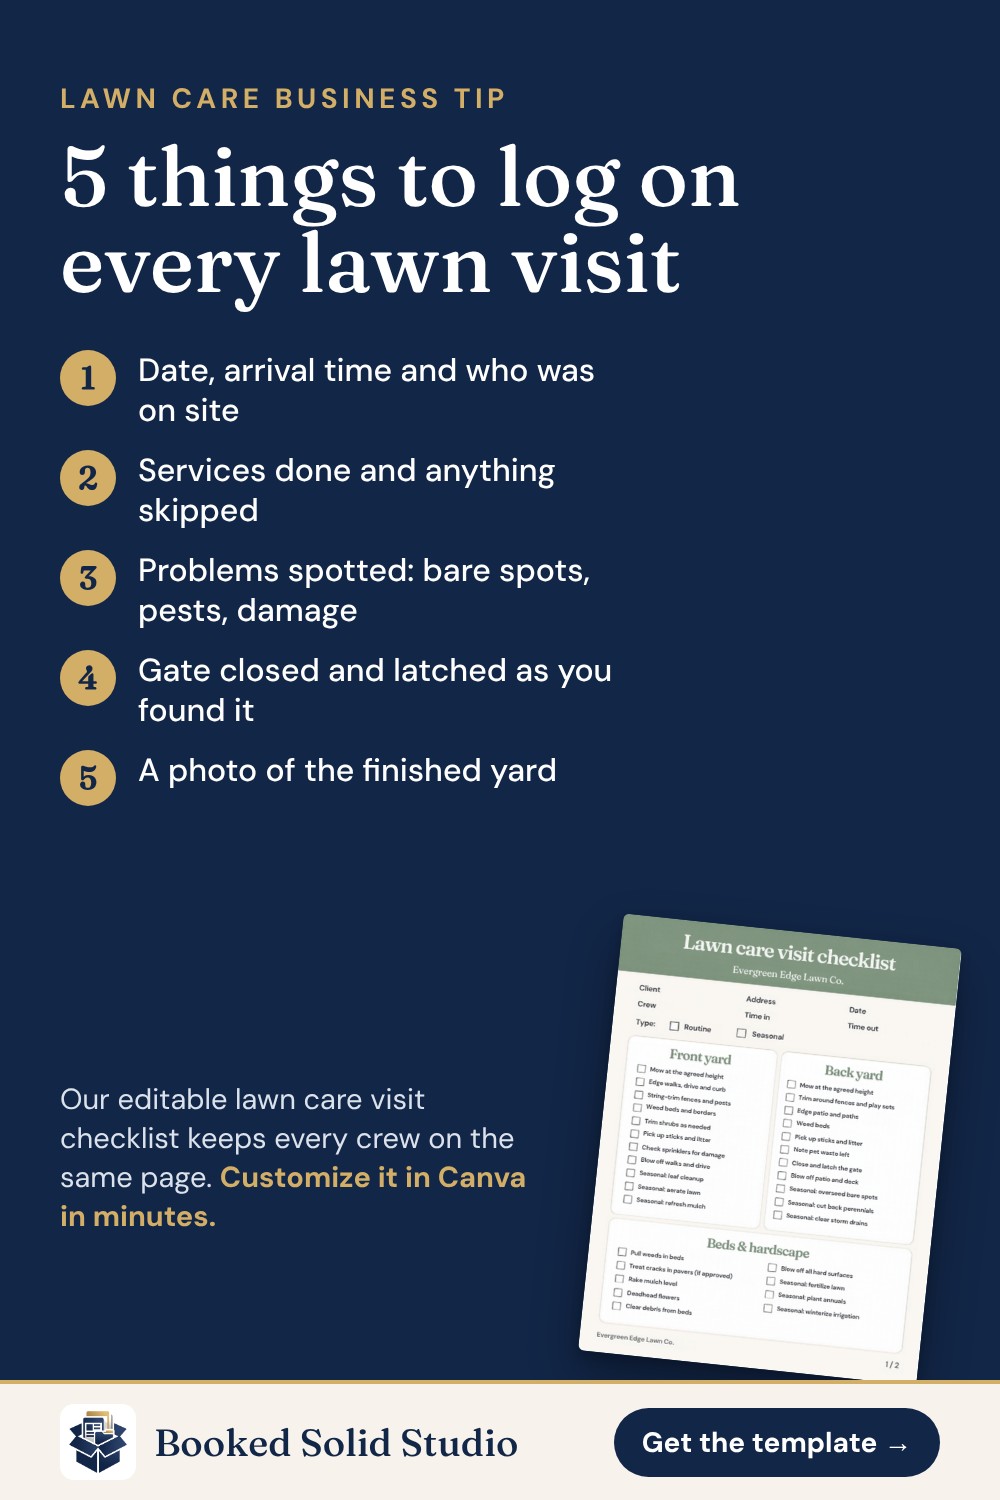 LAWN CARE BUSINESS TIP
5 things to log on
every lawn visit
1 Date, arrival time and who was
on site
2 Services done and anything
skipped
3 Problems spotted: bare spots,
pests, damage
4 Gate closed and latched as you
found it
5 A photo of the finished yard
Our editable lawn care visit
checklist keeps every crew on the
same page. Customize it in Canva
in minutes.
Lawn care visit checklist
Evergreen Edge Lawn Co.
Client Address Date
Crew Time in Time out
Type: Routine Seasonal
Front yard
Mow at the agreed height
Edge walks, drive and curb
String-trim fences and posts
Weed beds and borders
Trim shrubs as needed
Pick up sticks and litter
Check sprinklers for damage
Blow off walks and drive
Seasonal: leaf cleanup
Seasonal: aerate lawn
Seasonal: refresh mulch
Back yard
Mow at the agreed height
Trim around fences and play sets
Edge patio and paths
Weed beds
Pick up sticks and litter
Note pet waste left
Close and latch the gate
Blow off patio and deck
Seasonal: overseed bare spots
Seasonal: cut back perennials
Seasonal: clear storm drains
Beds & hardscape
Pull weeds in beds
Treat cracks in pavers (if approved)
Rake mulch level
Deadhead flowers
Clear debris from beds
Blow off all hard surfaces
Seasonal: fertilize lawn
Seasonal: plant annuals
Seasonal: winterize irrigation
Evergreen Edge Lawn Co.
1 / 2
Booked Solid Studio
Get the template →